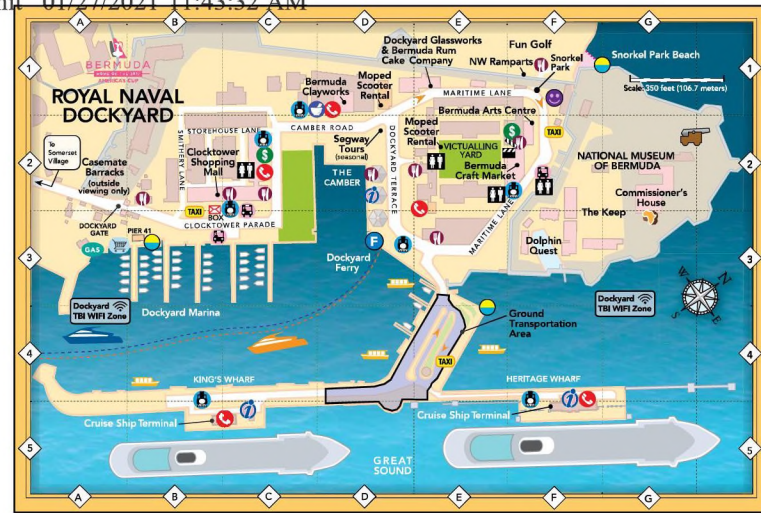 01/27/2021 11:43:32 AM
A
B
C
D
E
F
G
1
2
3
4
5
BERMUDA
AMERICA'S CUP
ROYAL NAVAL
DOCKYARD
To
Somerset
Village
Casemate
Barracks
(outside
viewing only)
DOCKYARD
GATE
GAS
PIER 41
SMITHERY LANE
STOREHOUSE LANE
Clocktower
Shopping
Mall
TAXI
BOX
CLOCKTOWER PARADE
$
Dockyard Marina
Dockyard
TBI WIFI Zone
Bermuda
Clayworks
Moped
Scooter
Rental
CAMBER ROAD
Segway
Tours
(seasonal)
THE
CAMBER
DOCKYARD TERRACE
i
F
Dockyard
Ferry
Dockyard Glassworks
& Bermuda Rum
Cake Company
NW Ramparts
Fun Golf
Snorkel
Park
Snorkel Park Beach
Scale: 350 feet (106.7 meters)
MARITIME LANE
Bermuda Arts Centre
Moped
Scooter
Rental
VICTUALLING
YARD
$
TAXI
Bermuda
Craft Market
MARITIME LANE
NATIONAL MUSEUM
OF BERMUDA
Commissioner's
House
The Keep
Dolphin
Quest
N
E
S
W
Dockyard
TBI WIFI Zone
Ground
Transportation
Area
TAXI
KING'S WHARF
Cruise Ship Terminal
i
HERITAGE WHARF
Cruise Ship Terminal
i
GREAT
SOUND
1
2
3
4
5
A
B
C
D
E
F
G